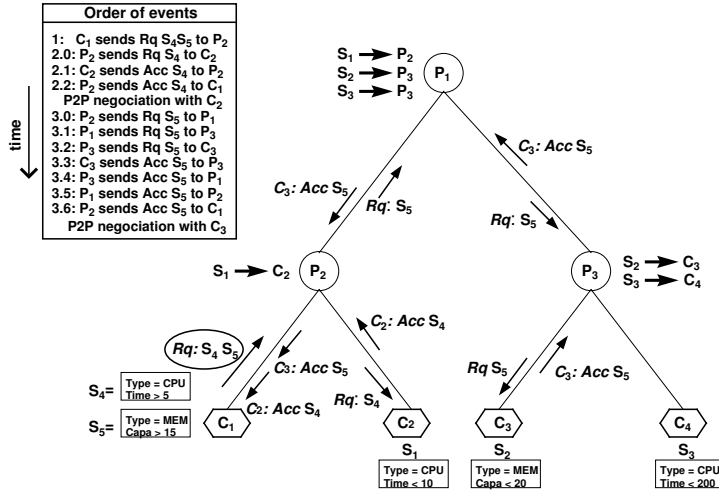 Order of events
1: C1 sends Rq S4S5 to P2
2.0: P2 sends Rq S4 to C2
2.1: C2 sends Acc S4 to P2
2.2: P2 sends Acc S4 to C1
P2P negociation with C2
3.0: P2 sends Rq S5 to P1
3.1: P1 sends Rq S5 to P3
3.2: P3 sends Rq S5 to C3
3.3: C3 sends Acc S5 to P3
3.4: P3 sends Acc S5 to P1
3.5: P1 sends Acc S5 to P2
3.6: P2 sends Acc S5 to C1
P2P negociation with C3
time
S1 → P2
S2 → P3
S3 → P3
P1
C3: Acc S5
Rq: S5
C3: Acc S5
Rq: S5
S1 → C2
P2
P3
S2 → C3
S3 → C4
Rq: S4 S5
C3: Acc S5
C2: Acc S4
C2: Acc S4
Rq: S4
Rq S5
C3: Acc S5
S4=
Type = CPU
Time > 5
S5=
Type = MEM
Capa > 15
C1
C2
C3
C4
S1
Type = CPU
Time < 10
S2
Type = MEM
Capa < 20
S3
Type = CPU
Time < 200